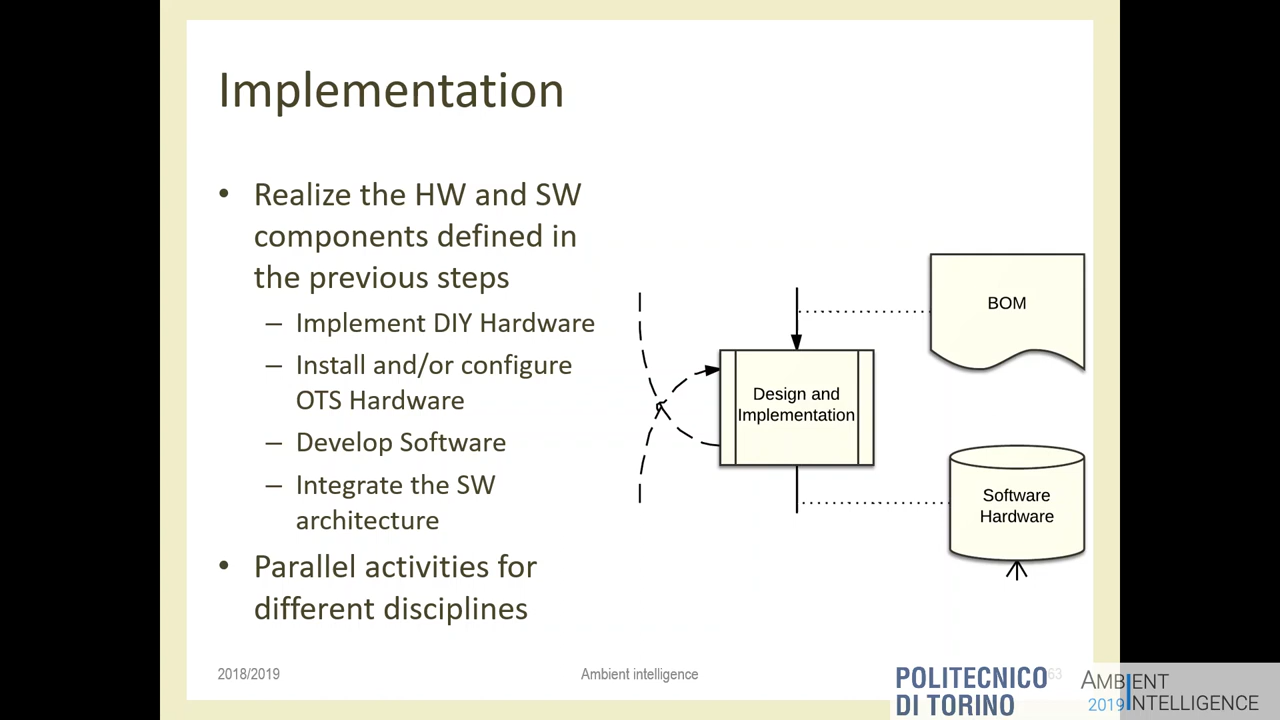 Implementation
• Realize the HW and SW
components defined in
the previous steps
– Implement DIY Hardware
– Install and/or configure
OTS Hardware
– Develop Software
– Integrate the SW
architecture
• Parallel activities for
different disciplines
BOM
Design and
Implementation
Software
Hardware
2018/2019
Ambient intelligence
63
POLITECNICO
DI TORINO
AMBIENT
2019 INTELLIGENCE